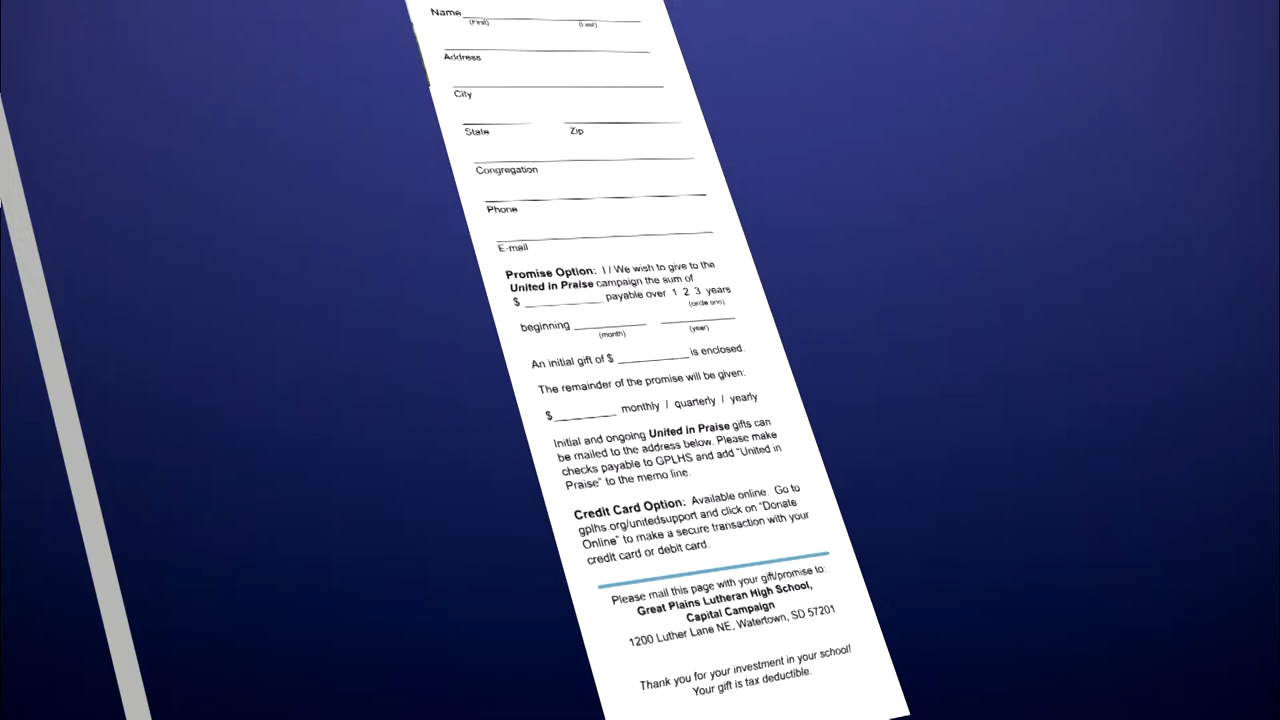 Name
(First) (Last)
Address
City
State Zip
Congregation
Phone
E-mail
Promise Option: I / We wish to give to the
United in Praise campaign the sum of
$ ____________ payable over 1 2 3 years
(circle one)
beginning ____________ ____________
(month) (year)
An initial gift of $ ____________ is enclosed.
The remainder of the promise will be given:
$__________ monthly / quarterly / yearly
Initial and ongoing United in Praise gifts can
be mailed to the address below. Please make
checks payable to GPLHS and add "United in
Praise" to the memo line.
Credit Card Option: Available online. Go to
gplhs.org/unitedsupport and click on "Donate
Online" to make a secure transaction with your
credit card or debit card.
Please mail this page with your gift/promise to:
Great Plains Lutheran High School,
Capital Campaign
1200 Luther Lane NE, Watertown, SD 57201
Thank you for your investment in your school!
Your gift is tax deductible.